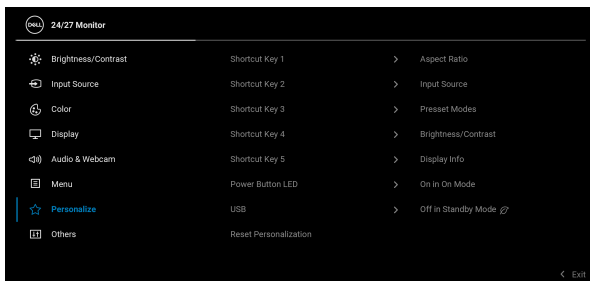 DELL 24/27 Monitor
Brightness/Contrast Shortcut Key 1 Aspect Ratio
Input Source Shortcut Key 2 Input Source
Color Shortcut Key 3 Presset Modes
Display Shortcut Key 4 Brightness/Contrast
Audio & Webcam Shortcut Key 5 Display Info
Menu Power Button LED On in On Mode
Personalize USB Off in Standby Mode
Others Reset Personalization
Exit